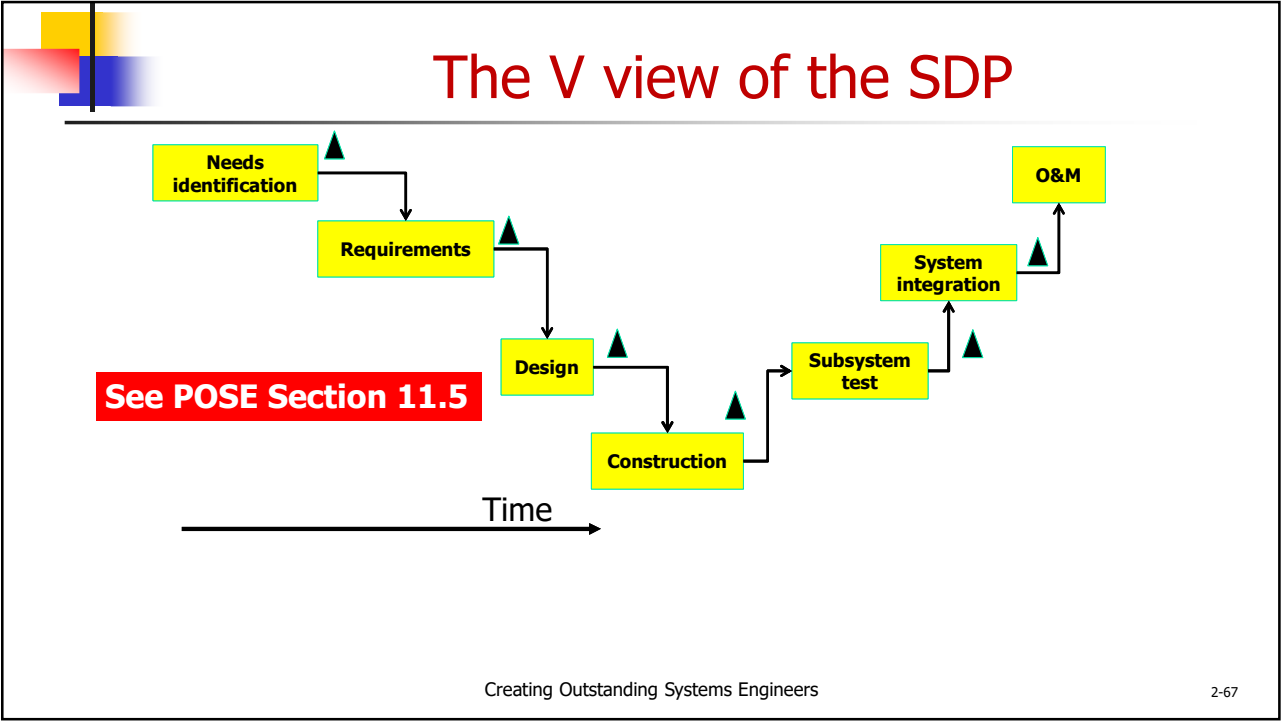 The V view of the SDP
Needs
identification
Requirements
Design
Construction
Subsystem
test
System
integration
O&M
See POSE Section 11.5
Time
Creating Outstanding Systems Engineers
2-67